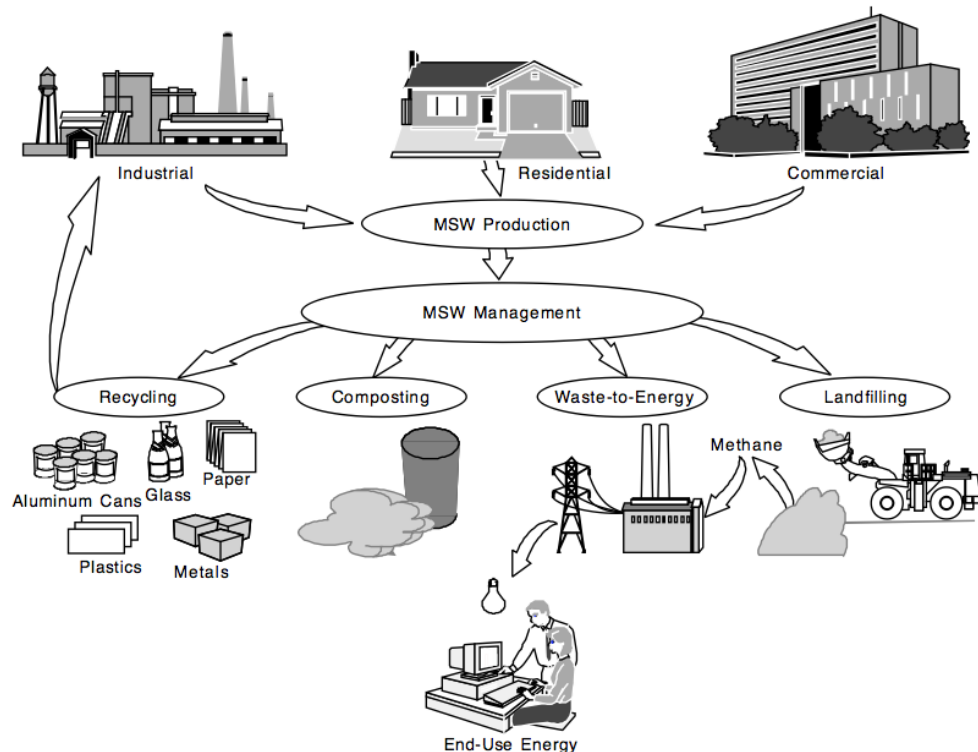 Industrial
Residential
Commercial
MSW Production
MSW Management
Recycling
Composting
Waste-to-Energy
Landfilling
Aluminum Cans
Glass
Paper
Plastics
Metals
Methane
End-Use Energy